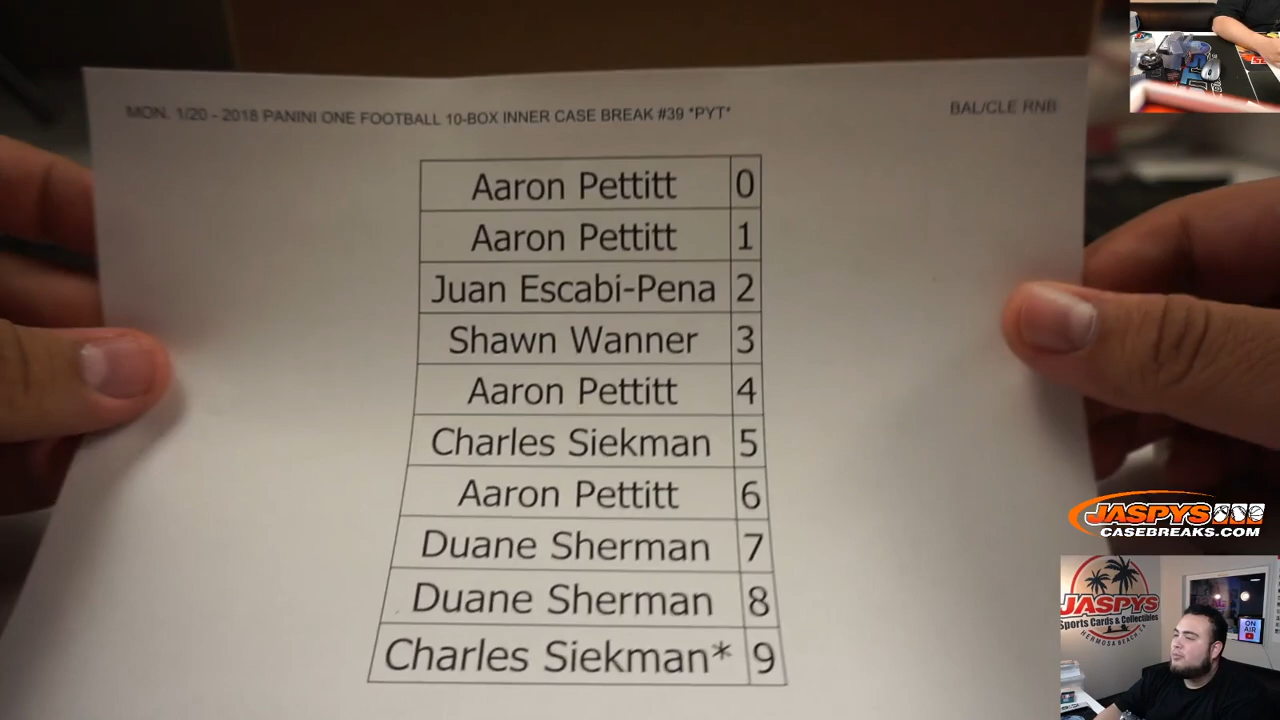 MON. 1/20 - 2018 PANINI ONE FOOTBALL 10-BOX INNER CASE BREAK #39 *PYT*
BAL/CLE RNB
Aaron Pettitt 0
Aaron Pettitt 1
Juan Escabi-Pena 2
Shawn Wanner 3
Aaron Pettitt 4
Charles Siekman 5
Aaron Pettitt 6
Duane Sherman 7
Duane Sherman 8
Charles Siekman* 9
JASPYS
CASEBREAKS.COM
JASPYS
Sports Cards & Collectibles
HERMOSA BEACH CA
ON
AIR